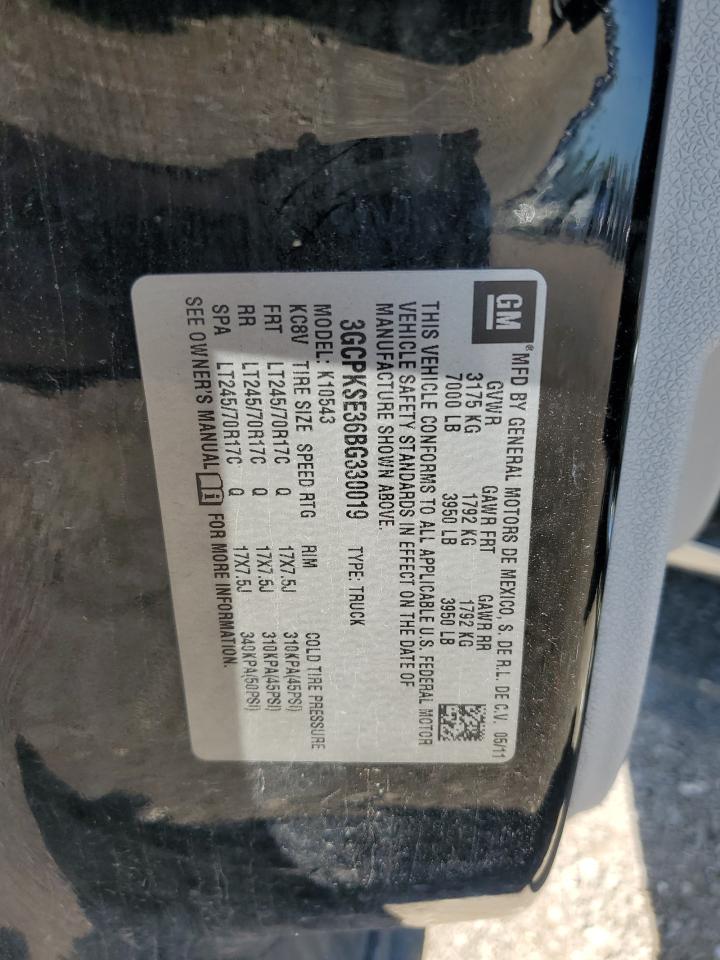 GM ® MFD BY GENERAL MOTORS DE MEXICO, S. DE R.L. DE C.V. 05/11
GVWR GAWR FRT GAWR RR
3175 KG 1792 KG 1792 KG
7000 LB 3950 LB 3950 LB
THIS VEHICLE CONFORMS TO ALL APPLICABLE U.S. FEDERAL MOTOR
VEHICLE SAFETY STANDARDS IN EFFECT ON THE DATE OF
MANUFACTURE SHOWN ABOVE.
3GCPKSE36BG330019 TYPE: TRUCK
MODEL: K10543
KC8V TIRE SIZE SPEED RTG RIM COLD TIRE PRESSURE
FRT LT245/70R17C Q 17X7.5J 310KPA(45PSI)
RR LT245/70R17C Q 17X7.5J 310KPA(45PSI)
SPA LT245/70R17C Q 17X7.5J 340KPA(50PSI)
SEE OWNER'S MANUAL FOR MORE INFORMATION.